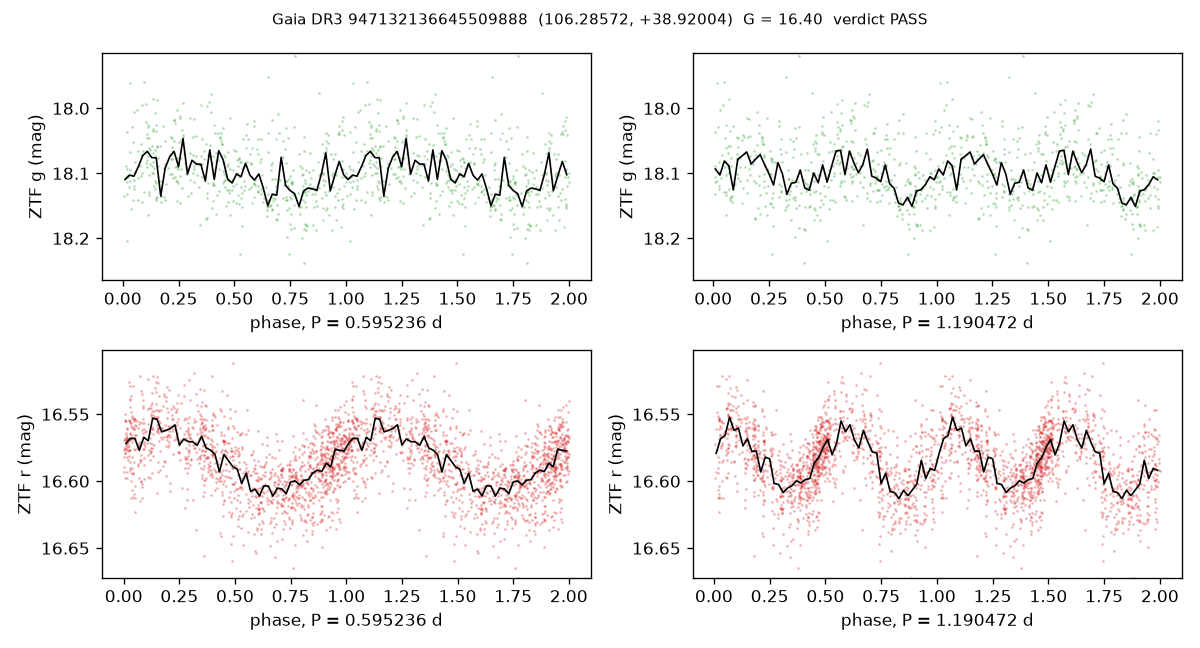 Gaia DR3 947132136645509888  (106.28572, +38.92004)  G = 16.40  verdict PASS
ZTF g (mag)
18.0
18.1
18.2
0.00 0.25 0.50 0.75 1.00 1.25 1.50 1.75 2.00
phase, P = 0.595236 d
ZTF g (mag)
18.0
18.1
18.2
0.00 0.25 0.50 0.75 1.00 1.25 1.50 1.75 2.00
phase, P = 1.190472 d
ZTF r (mag)
16.55
16.60
16.65
0.00 0.25 0.50 0.75 1.00 1.25 1.50 1.75 2.00
phase, P = 0.595236 d
ZTF r (mag)
16.55
16.60
16.65
0.00 0.25 0.50 0.75 1.00 1.25 1.50 1.75 2.00
phase, P = 1.190472 d